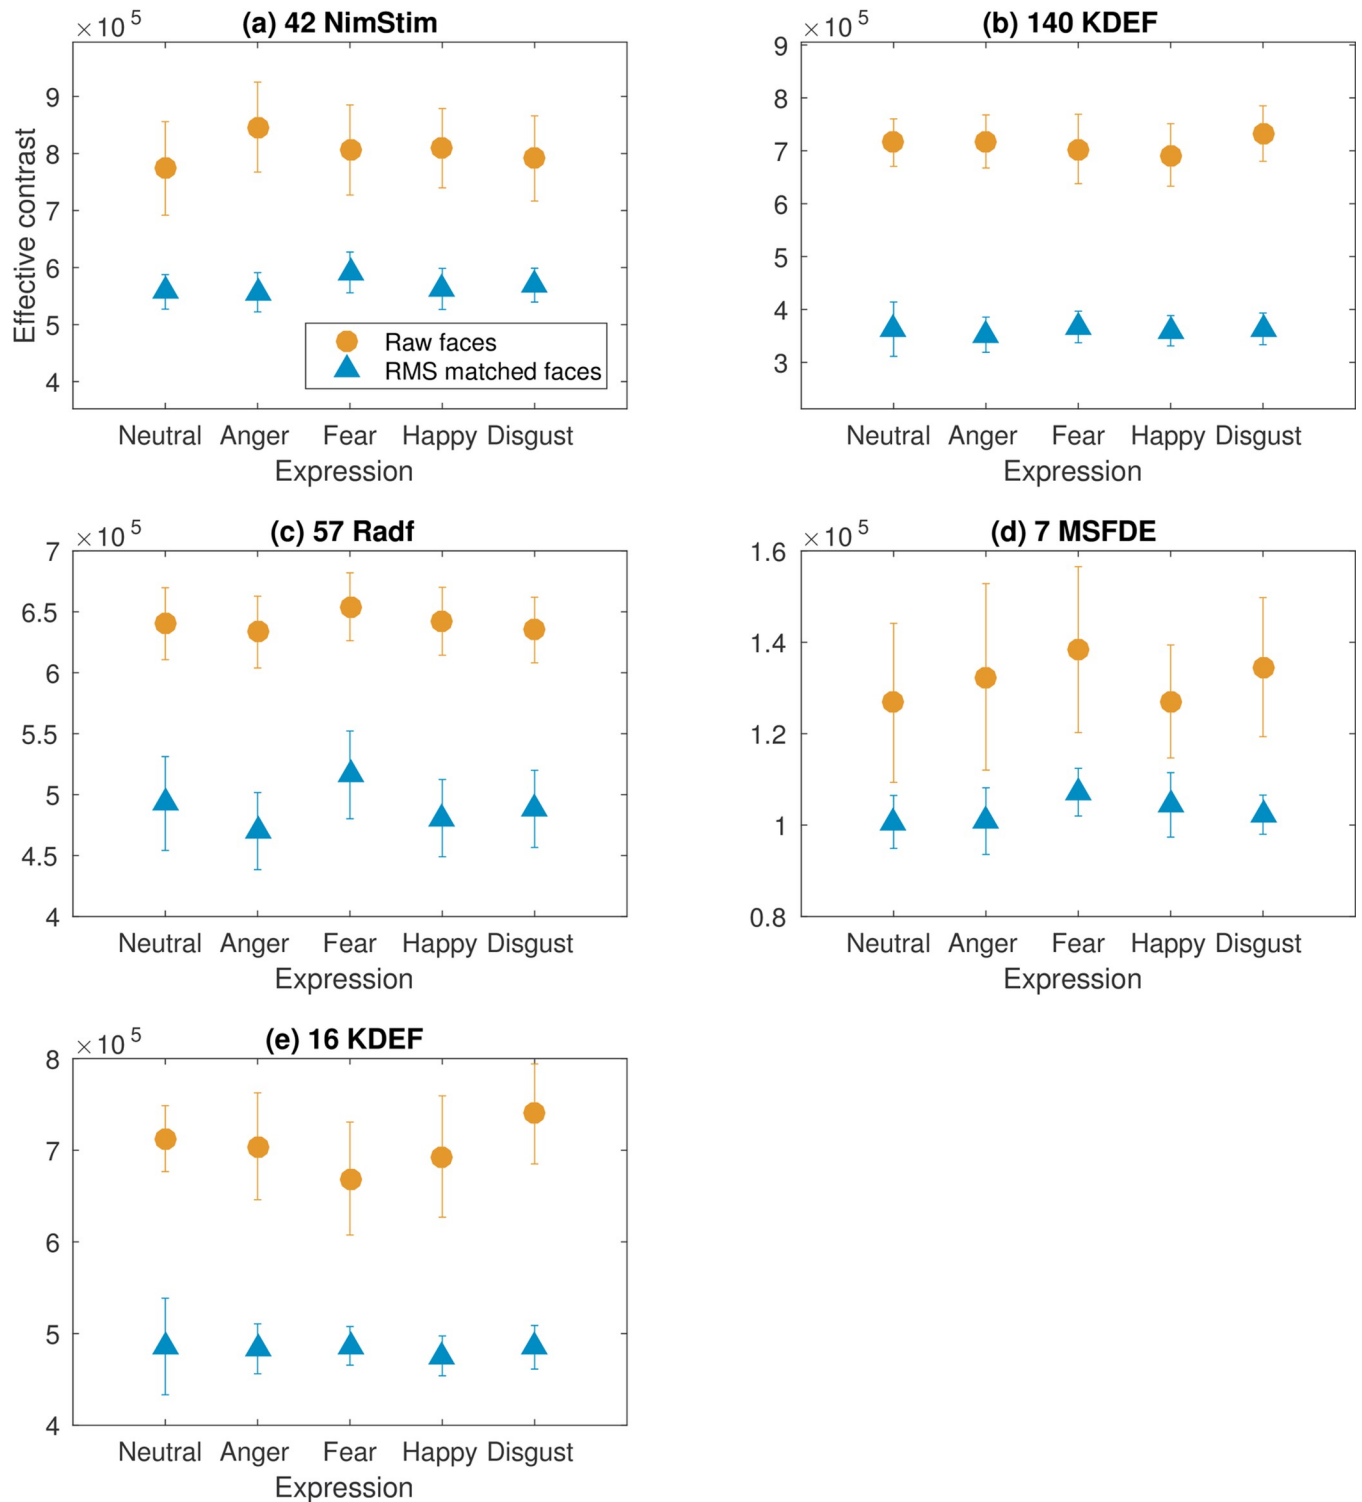 (a) 42 NimStim
×10 5
9
8
7
6
5
4
Effective contrast
Raw faces
RMS matched faces
Neutral Anger Fear Happy Disgust
Expression
(b) 140 KDEF
×10 5
9
8
7
6
5
4
3
Neutral Anger Fear Happy Disgust
Expression
(c) 57 Radf
×10 5
7
6.5
6
5.5
5
4.5
4
Neutral Anger Fear Happy Disgust
Expression
(d) 7 MSFDE
×10 5
1.6
1.4
1.2
1
0.8
Neutral Anger Fear Happy Disgust
Expression
(e) 16 KDEF
×10 5
8
7
6
5
4
Neutral Anger Fear Happy Disgust
Expression